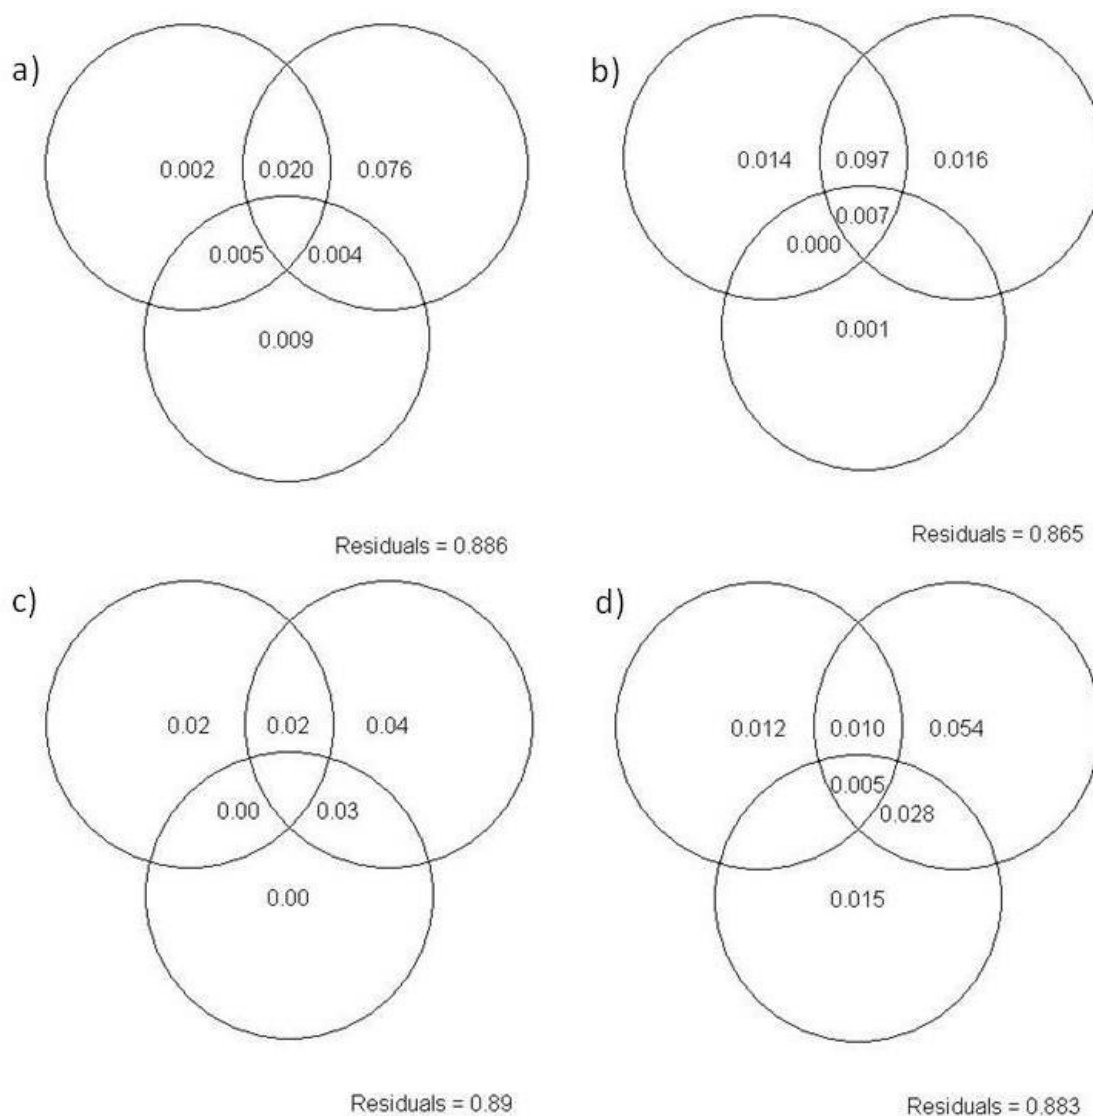 a)
0.002 0.020 0.076
0.005 0.004
0.009
Residuals = 0.886
b)
0.014 0.097 0.016
0.007
0.000
0.001
Residuals = 0.865
c)
0.02 0.02 0.04
0.00 0.03
0.00
Residuals = 0.89
d)
0.012 0.010 0.054
0.005
0.028
0.015
Residuals = 0.883